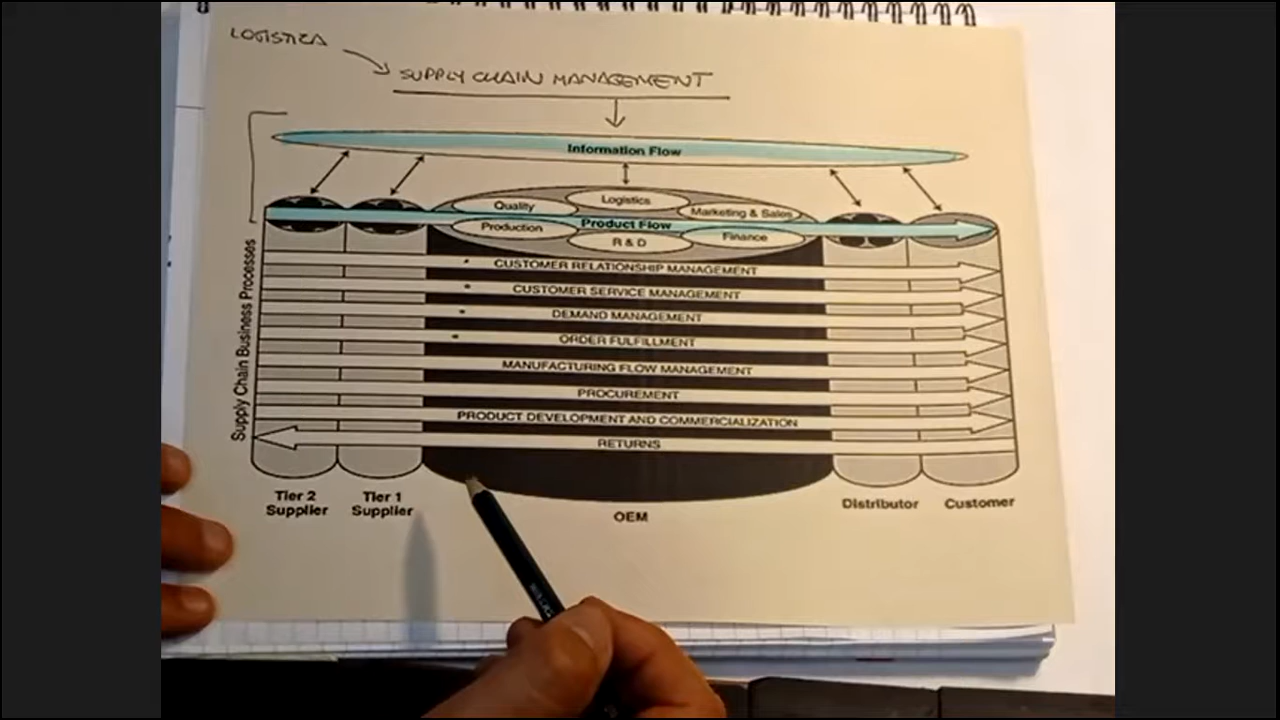 LOGISTICA
SUPPLY CHAIN MANAGEMENT
Information Flow
Quality
Logistics
Marketing & Sales
Product Flow
Production
R & D
Finance
Supply Chain Business Processes
CUSTOMER RELATIONSHIP MANAGEMENT
CUSTOMER SERVICE MANAGEMENT
DEMAND MANAGEMENT
ORDER FULFILLMENT
MANUFACTURING FLOW MANAGEMENT
PROCUREMENT
PRODUCT DEVELOPMENT AND COMMERCIALIZATION
RETURNS
Tier 2
Supplier
Tier 1
Supplier
OEM
Distributor
Customer